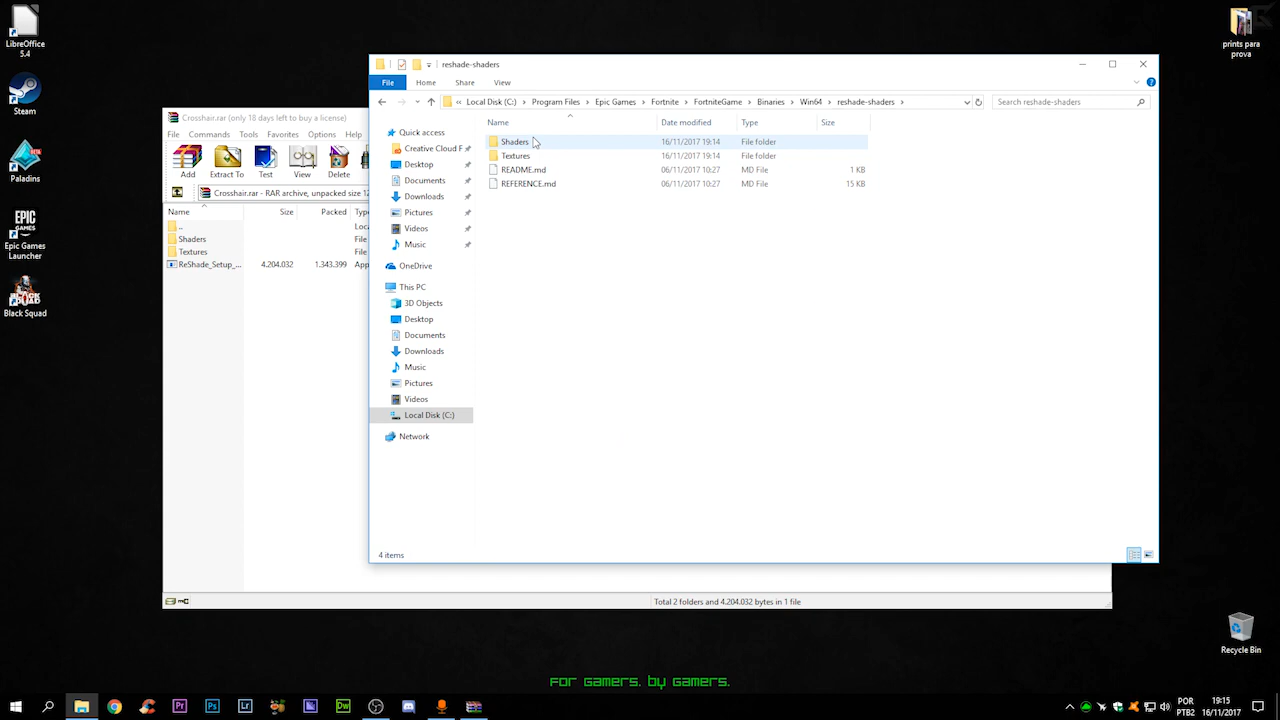 LibreOffice 5.4
Steam
Paladins
Epic Games Launcher
Black Squad
prints para prova
Recycle Bin
Crosshair.rar (only 18 days left to buy a license)
File Commands Tools Favorites Options Help
Add Extract To Test View Delete
Crosshair.rar - RAR archive, unpacked size 12
Name Size Packed Type
.. Loc
Shaders File
Textures File
ReShade_Setup_... 4.204.032 1.343.399 App
Total 2 folders and 4.204.032 bytes in 1 file
reshade-shaders
File Home Share View
« Local Disk (C:) › Program Files › Epic Games › Fortnite › FortniteGame › Binaries › Win64 › reshade-shaders ›
Search reshade-shaders
Name Date modified Type Size
Shaders 16/11/2017 19:14 File folder
Textures 16/11/2017 19:14 File folder
README.md 06/11/2017 10:27 MD File 1 KB
REFERENCE.md 06/11/2017 10:27 MD File 15 KB
Quick access
Creative Cloud F
Desktop
Documents
Downloads
Pictures
Videos
Music
OneDrive
This PC
3D Objects
Desktop
Documents
Downloads
Music
Pictures
Videos
Local Disk (C:)
Network
4 items
FOR GAMERS. BY GAMERS.
Pr Ps Lr Dw
POR
PTB2
19:15
16/11/2017